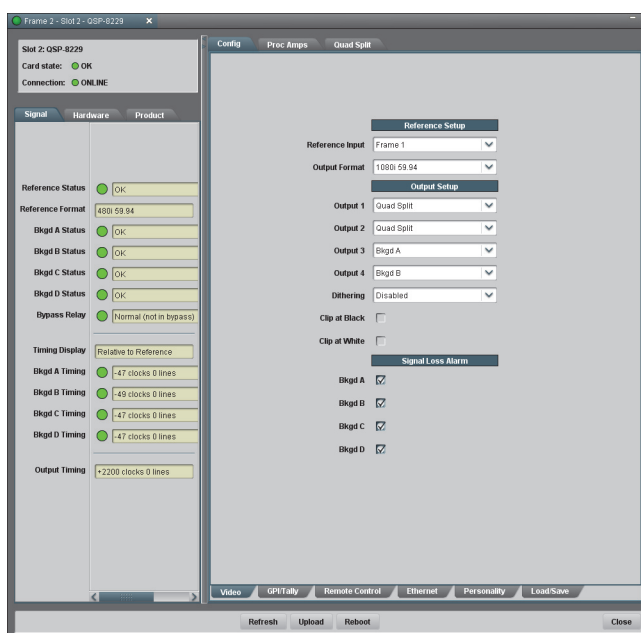 Frame 2 - Slot 2 - QSP-8229 ×
Slot 2: QSP-8229
Card state: OK
Connection: ONLINE
Signal Hardware Product
Reference Status OK
Reference Format 480i 59.94
Bkgd A Status OK
Bkgd B Status OK
Bkgd C Status OK
Bkgd D Status OK
Bypass Relay Normal (not in bypass)
Timing Display Relative to Reference
Bkgd A Timing -47 clocks 0 lines
Bkgd B Timing -49 clocks 0 lines
Bkgd C Timing -47 clocks 0 lines
Bkgd D Timing -47 clocks 0 lines
Output Timing +2200 clocks 0 lines
Config Proc Amps Quad Split
Reference Setup
Reference Input Frame 1
Output Format 1080i 59.94
Output Setup
Output 1 Quad Split
Output 2 Quad Split
Output 3 Bkgd A
Output 4 Bkgd B
Dithering Disabled
Clip at Black
Clip at White
Signal Loss Alarm
Bkgd A
Bkgd B
Bkgd C
Bkgd D
Video GPI/Tally Remote Control Ethernet Personality Load/Save
Refresh Upload Reboot Close